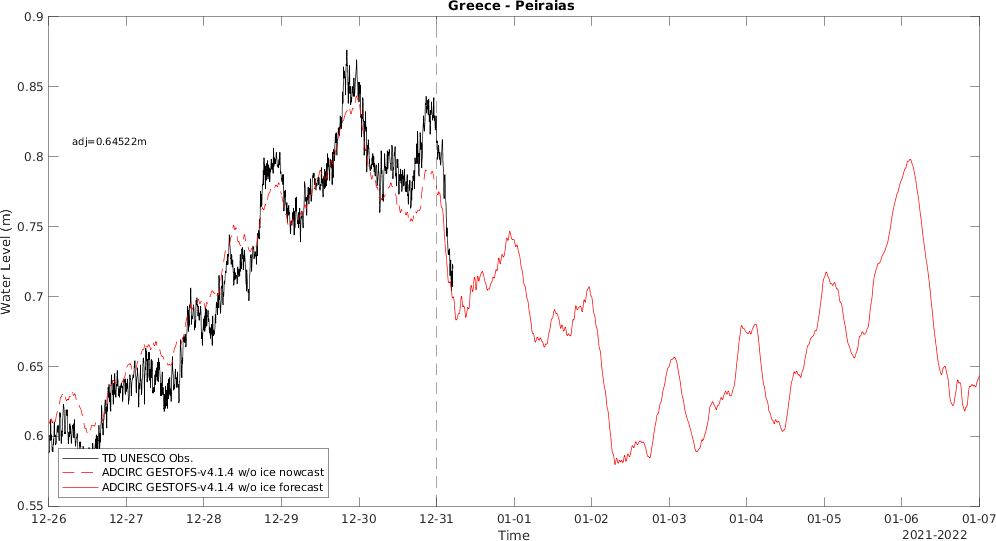 Greece - Peiraias
0.9
0.85
0.8
0.75
0.7
0.65
0.6
0.55
Water Level (m)
adj=0.64522m
TD UNESCO Obs.
ADCIRC GESTOFS-v4.1.4 w/o ice nowcast
ADCIRC GESTOFS-v4.1.4 w/o ice forecast
12-26 12-27 12-28 12-29 12-30 12-31 01-01 01-02 01-03 01-04 01-05 01-06 01-07
Time
2021-2022